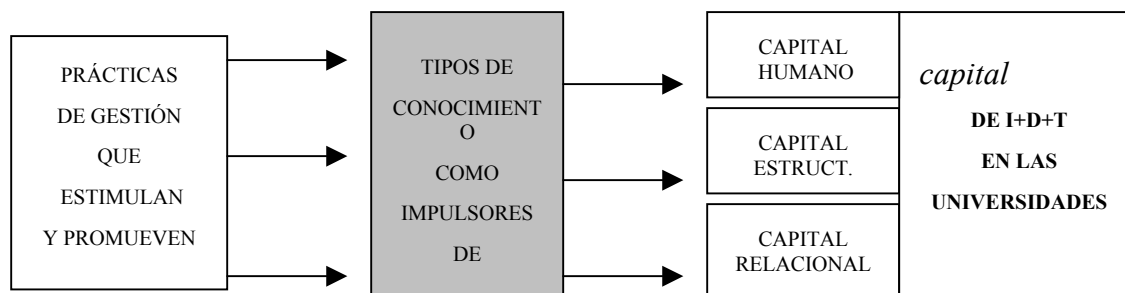 PRÁCTICAS
DE GESTIÓN
QUE
ESTIMULAN
Y PROMUEVEN
TIPOS DE
CONOCIMIENT
O
COMO
IMPULSORES
DE
CAPITAL
HUMANO
CAPITAL
ESTRUCT.
CAPITAL
RELACIONAL
capital
DE I+D+T
EN LAS
UNIVERSIDADES